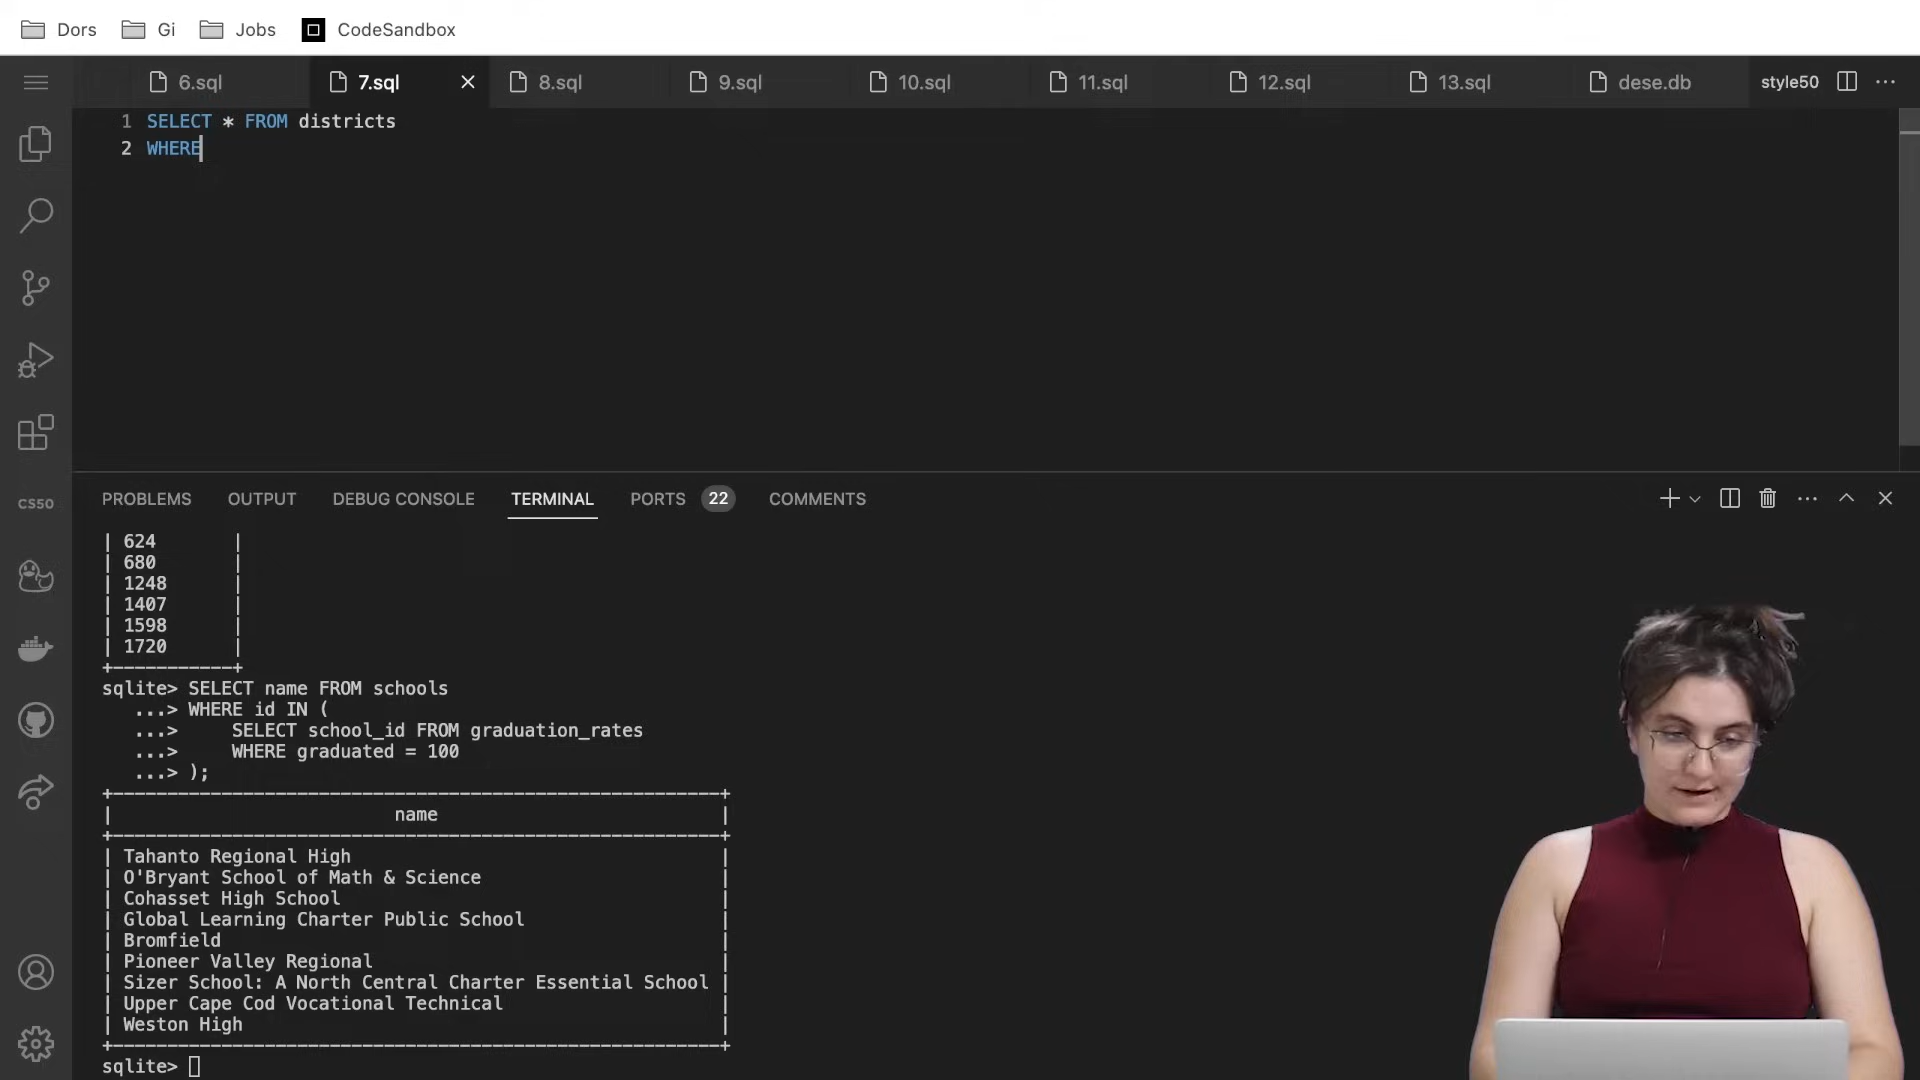 Dors Gi Jobs CodeSandbox
6.sql 7.sql 8.sql 9.sql 10.sql 11.sql 12.sql 13.sql dese.db style50
1 SELECT * FROM districts
2 WHERE
CS50
PROBLEMS OUTPUT DEBUG CONSOLE TERMINAL PORTS 22 COMMENTS
| 624 |
| 680 |
| 1248 |
| 1407 |
| 1598 |
| 1720 |
+-----------+
sqlite> SELECT name FROM schools
...> WHERE id IN (
...> SELECT school_id FROM graduation_rates
...> WHERE graduated = 100
...> );
+--------------------------------------------------------+
| name |
+--------------------------------------------------------+
| Tahanto Regional High |
| O'Bryant School of Math & Science |
| Cohasset High School |
| Global Learning Charter Public School |
| Bromfield |
| Pioneer Valley Regional |
| Sizer School: A North Central Charter Essential School |
| Upper Cape Cod Vocational Technical |
| Weston High |
+--------------------------------------------------------+
sqlite>